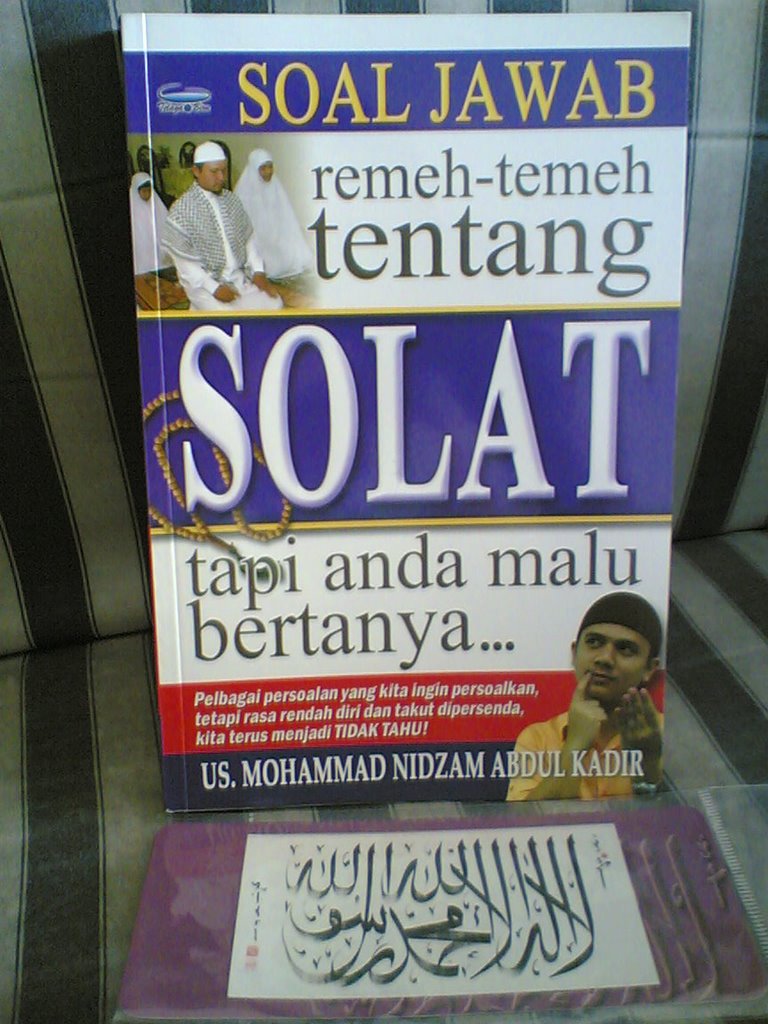 Telaga Biru
SOAL JAWAB
remeh-temeh
tentang
SOLAT
tapi anda malu
bertanya...
Pelbagai persoalan yang kita ingin persoalkan,
tetapi rasa rendah diri dan takut dipersenda,
kita terus menjadi TIDAK TAHU!
US. MOHAMMAD NIDZAM ABDUL KADIR
لا إله إلا الله محمد رسول الله